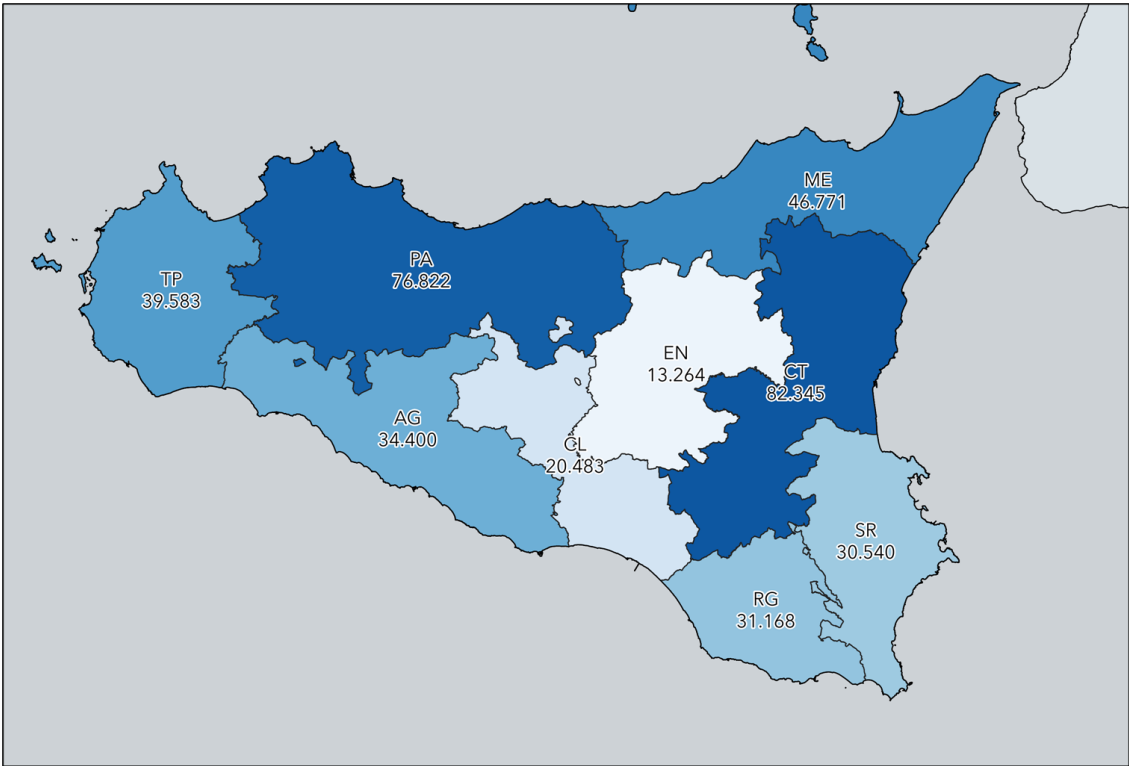 ME
46.771
PA
76.822
TP
39.583
EN
13.264
CT
82.345
AG
34.400
CL
20.483
SR
30.540
RG
31.168